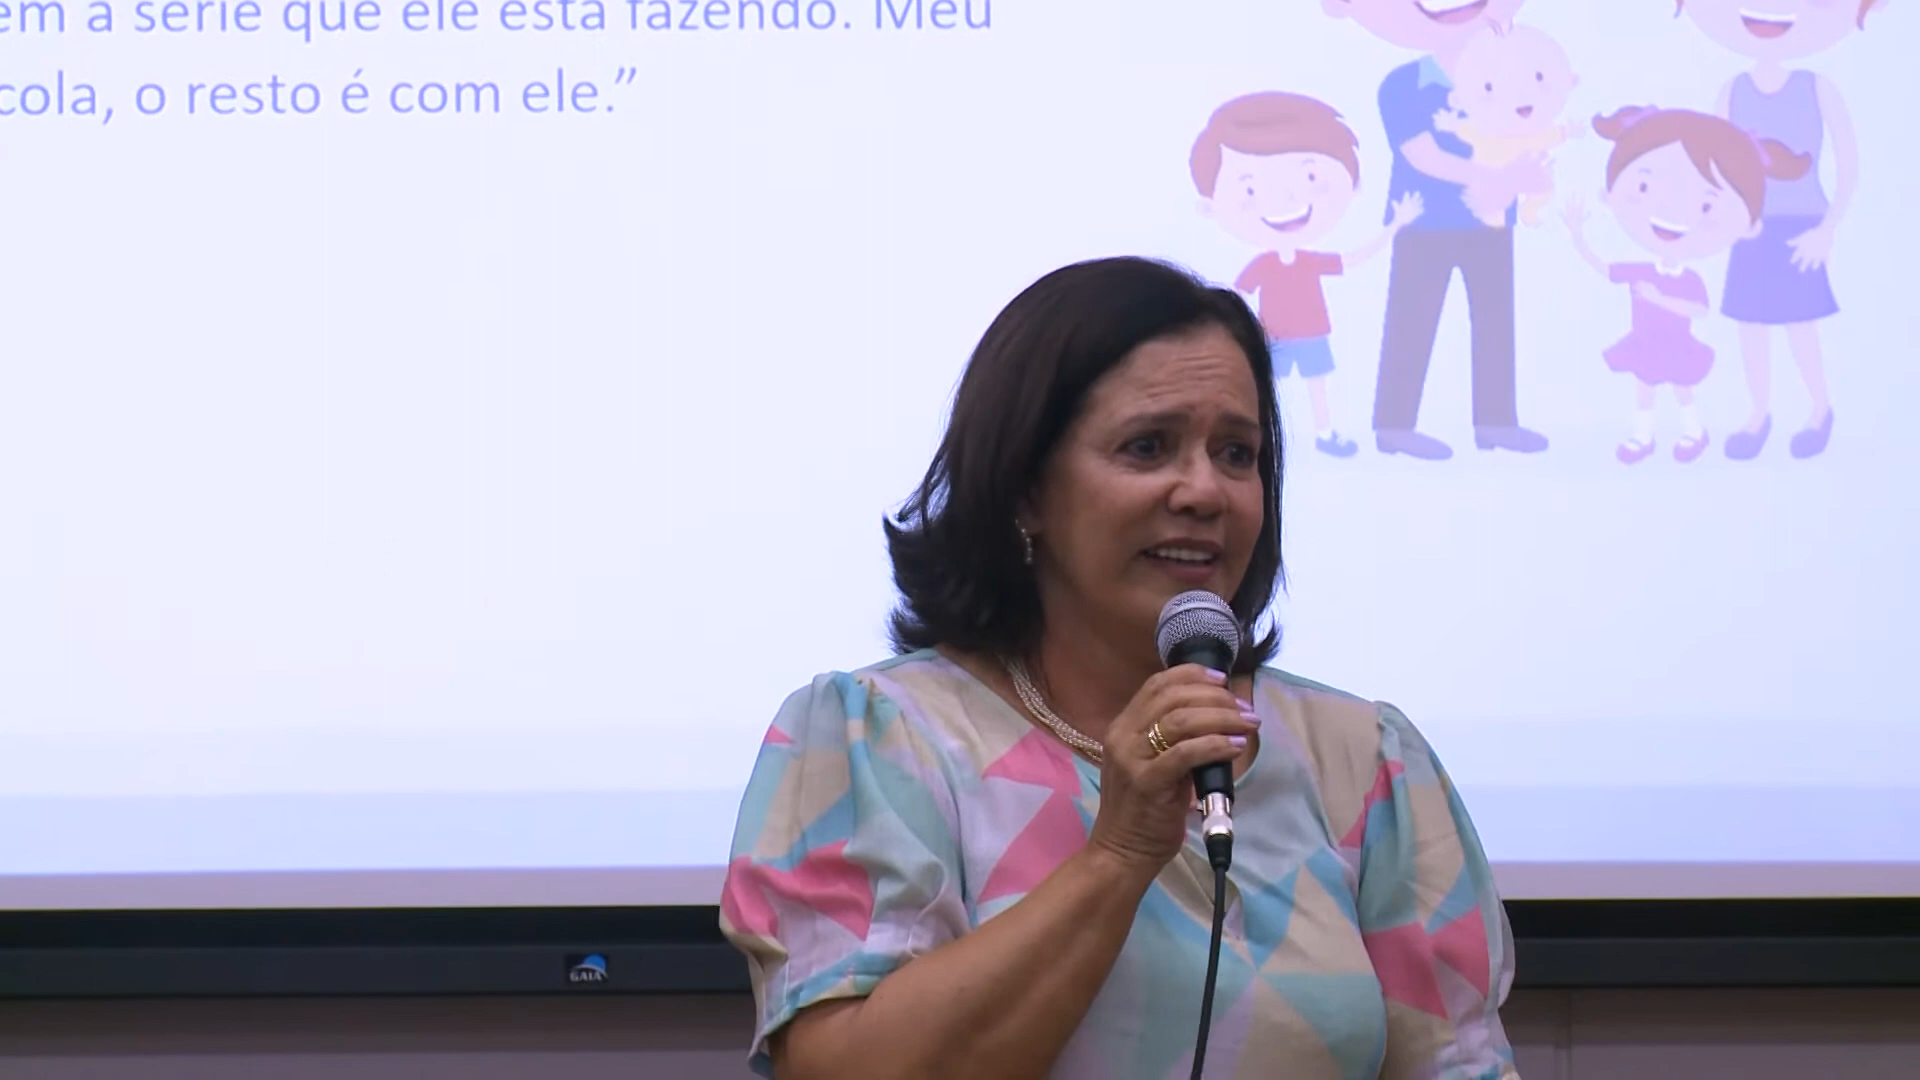 em a série que ele está fazendo. Meu
cola, o resto é com ele.”
GAIA